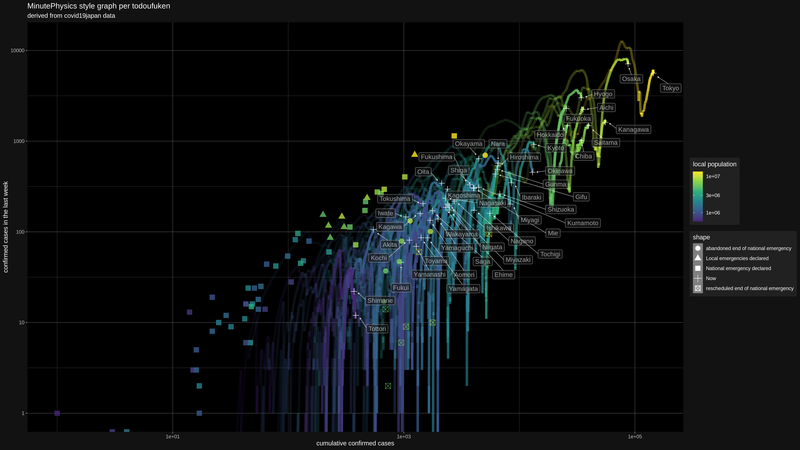 MinutePhysics style graph per todoufuken
derived from covid19japan data
confirmed cases in the last week
10000
1000
100
10
1
Osaka
Tokyo
Hyogo
Aichi
Fukuoka
Kanagawa
Hokkaido
Saitama
Okayama
Nara
Kyoto
Chiba
Fukushima
Hiroshima
Oita
Shiga
Okinawa
Gunma
Tokushima
Kagoshima
Ibaraki
Gifu
Nagasaki
Iwate
Shizuoka
Miyagi
Kumamoto
Kagawa
Ishikawa
Wakayama
Mie
Akita
Nagano
Yamaguchi
Niigata
Tochigi
Kochi
Toyama
Saga
Miyazaki
Yamanashi
Aomori
Ehime
Fukui
Yamagata
Shimane
Tottori
1e+01
1e+03
1e+05
cumulative confirmed cases
local population
1e+07
3e+06
1e+06
shape
abandoned end of national emergency
Local emergencies declared
National emergency declared
Now
rescheduled end of national emergency